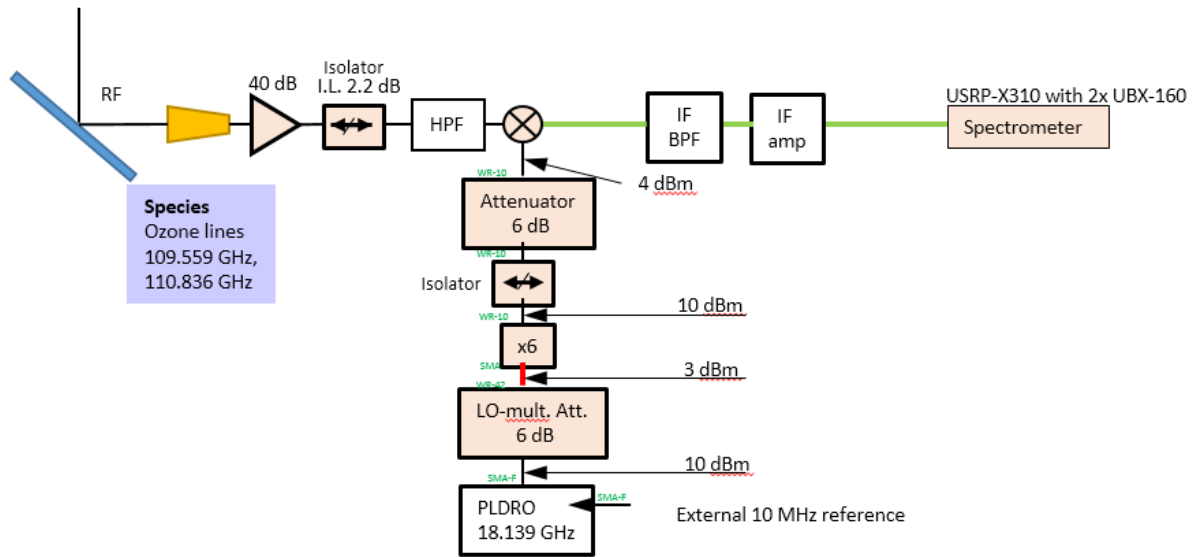 RF
40 dB
Isolator
I.L. 2.2 dB
HPF
IF
BPF
IF
amp
USRP-X310 with 2x UBX-160
Spectrometer
Species
Ozone lines
109.559 GHz,
110.836 GHz
WR-10
4 dBm
Attenuator
6 dB
WR-10
Isolator
WR-10
10 dBm
x6
SMA
3 dBm
WR-42
LO-mult. Att.
6 dB
SMA-F
10 dBm
PLDRO
18.139 GHz
SMA-F
External 10 MHz reference